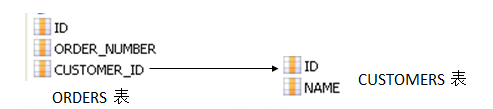 ID
ORDER_NUMBER
CUSTOMER_ID
ORDERS 表
ID
NAME
CUSTOMERS 表